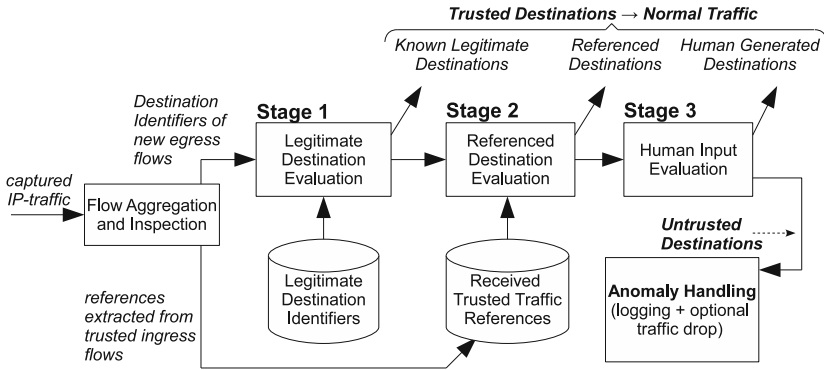 Trusted Destinations → Normal Traffic
Known Legitimate
Destinations
Referenced
Destinations
Human Generated
Destinations
Destination
Identifiers of
new egress
flows
Stage 1
Legitimate
Destination
Evaluation
Stage 2
Referenced
Destination
Evaluation
Stage 3
Human Input
Evaluation
captured
IP-traffic
Flow Aggregation
and Inspection
Untrusted
Destinations
Legitimate
Destination
Identifiers
Received
Trusted Traffic
References
Anomaly Handling
(logging + optional
traffic drop)
references
extracted from
trusted ingress
flows